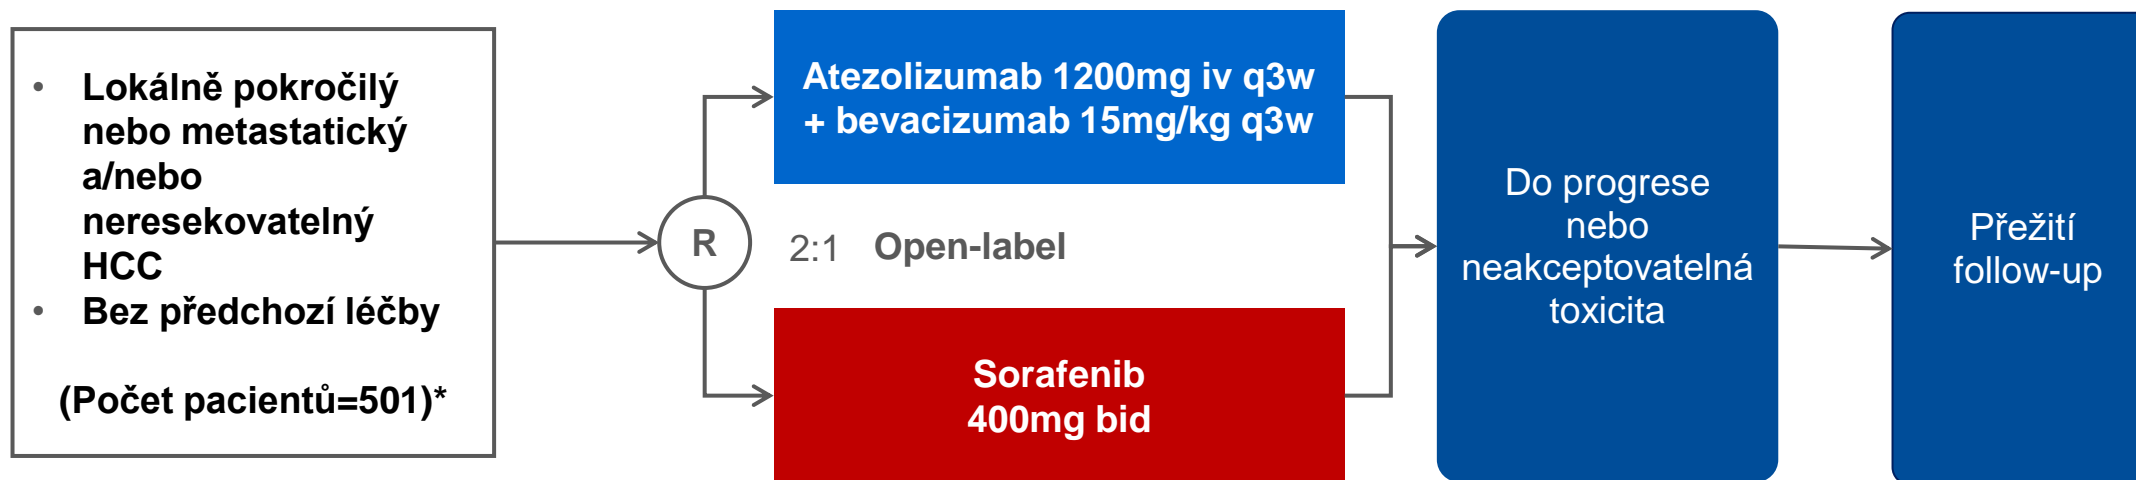 • Lokálně pokročilý
nebo metastatický
a/nebo
neresekovatelný
HCC
• Bez předchozí léčby
(Počet pacientů=501)*
R
Atezolizumab 1200mg iv q3w
+ bevacizumab 15mg/kg q3w
2:1 Open-label
Sorafenib
400mg bid
Do progrese
nebo
neakceptovatelná
toxicita
Přežití
follow-up